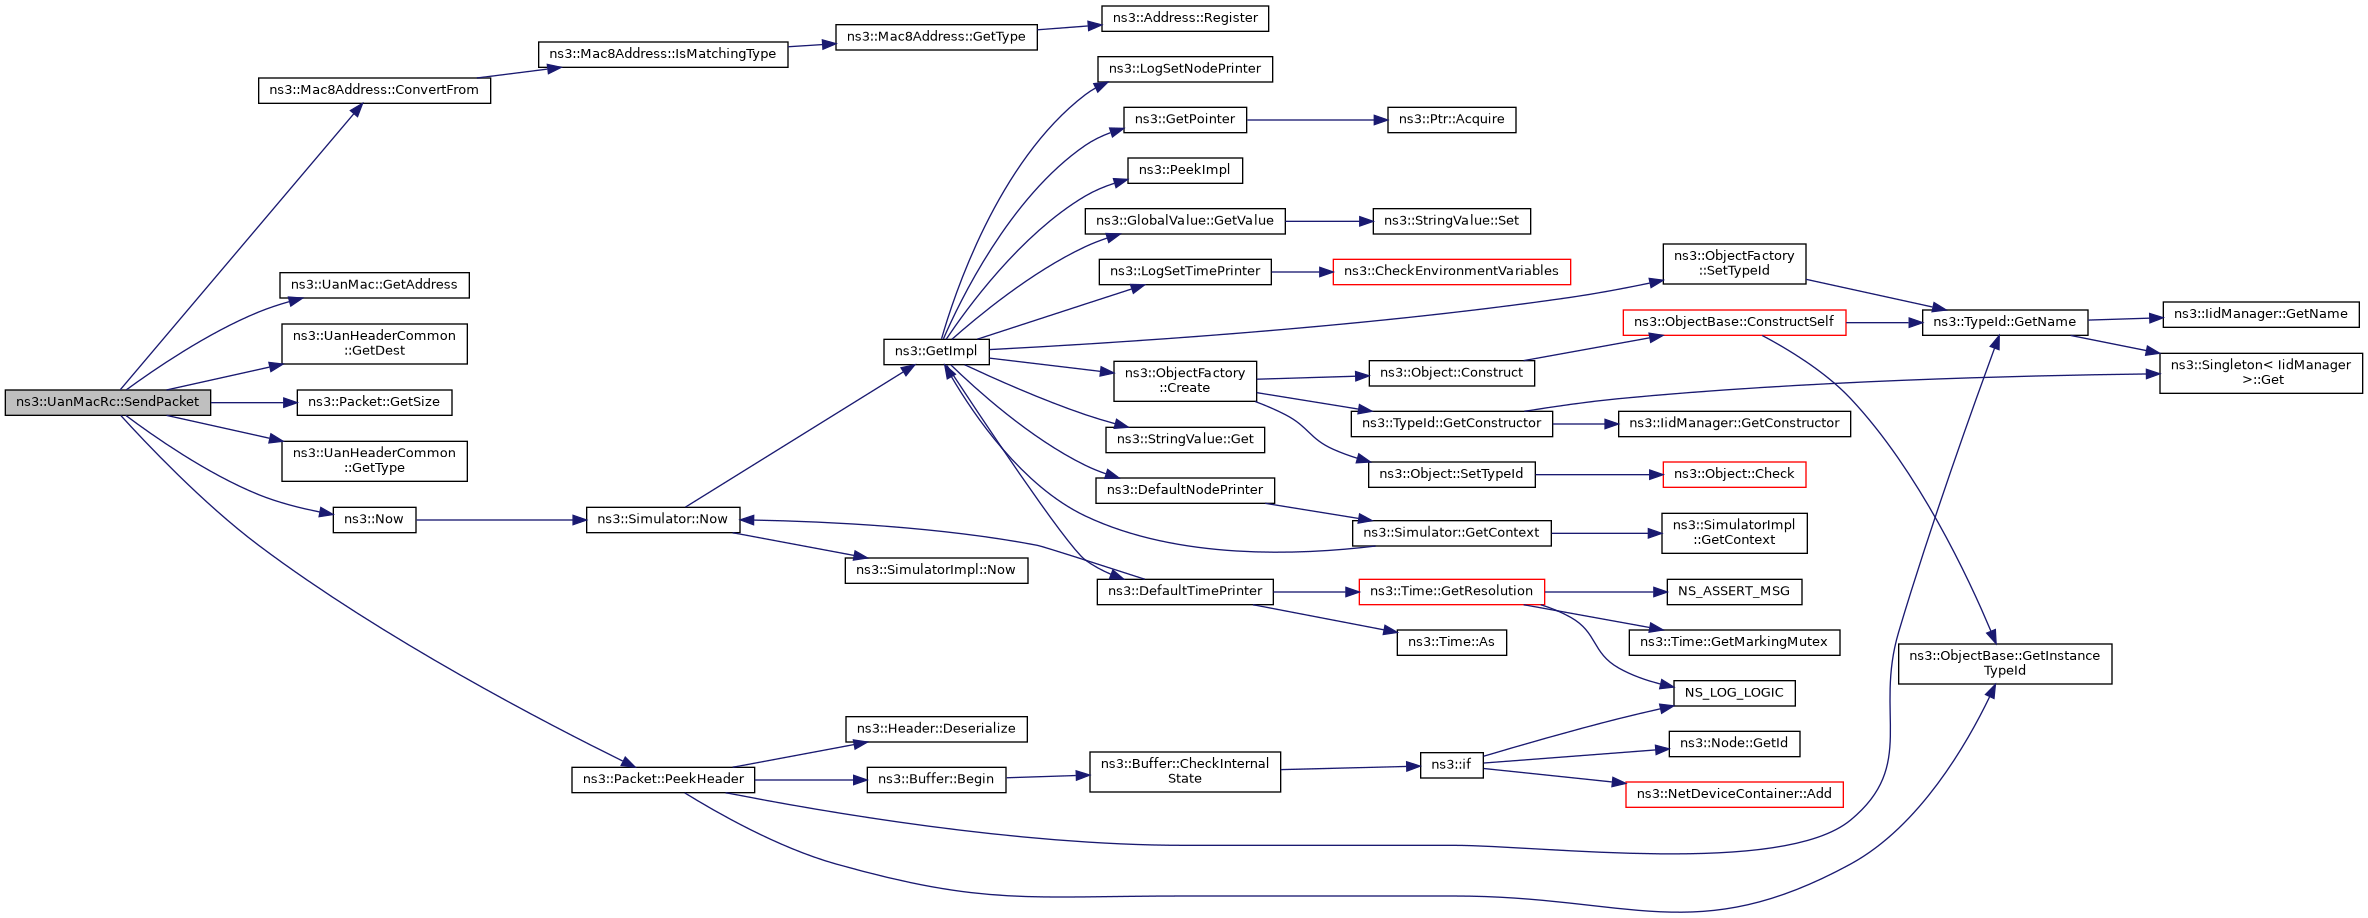 ns3::UanMacRc::SendPacket
ns3::Mac8Address::ConvertFrom
ns3::Mac8Address::IsMatchingType
ns3::Mac8Address::GetType
ns3::Address::Register
ns3::UanMac::GetAddress
ns3::UanHeaderCommon
::GetDest
ns3::Packet::GetSize
ns3::UanHeaderCommon
::GetType
ns3::Now
ns3::Simulator::Now
ns3::SimulatorImpl::Now
ns3::GetImpl
ns3::LogSetNodePrinter
ns3::GetPointer
ns3::Ptr::Acquire
ns3::PeekImpl
ns3::GlobalValue::GetValue
ns3::StringValue::Set
ns3::LogSetTimePrinter
ns3::CheckEnvironmentVariables
ns3::ObjectFactory
::SetTypeId
ns3::ObjectFactory
::Create
ns3::Object::Construct
ns3::ObjectBase::ConstructSelf
ns3::TypeId::GetName
ns3::IidManager::GetName
ns3::Singleton< IidManager
>::Get
ns3::TypeId::GetConstructor
ns3::IidManager::GetConstructor
ns3::Object::SetTypeId
ns3::Object::Check
ns3::StringValue::Get
ns3::DefaultNodePrinter
ns3::Simulator::GetContext
ns3::SimulatorImpl
::GetContext
ns3::DefaultTimePrinter
ns3::Time::GetResolution
NS_ASSERT_MSG
ns3::Time::As
ns3::Time::GetMarkingMutex
NS_LOG_LOGIC
ns3::ObjectBase::GetInstance
TypeId
ns3::Packet::PeekHeader
ns3::Header::Deserialize
ns3::Buffer::Begin
ns3::Buffer::CheckInternal
State
ns3::if
ns3::Node::GetId
ns3::NetDeviceContainer::Add